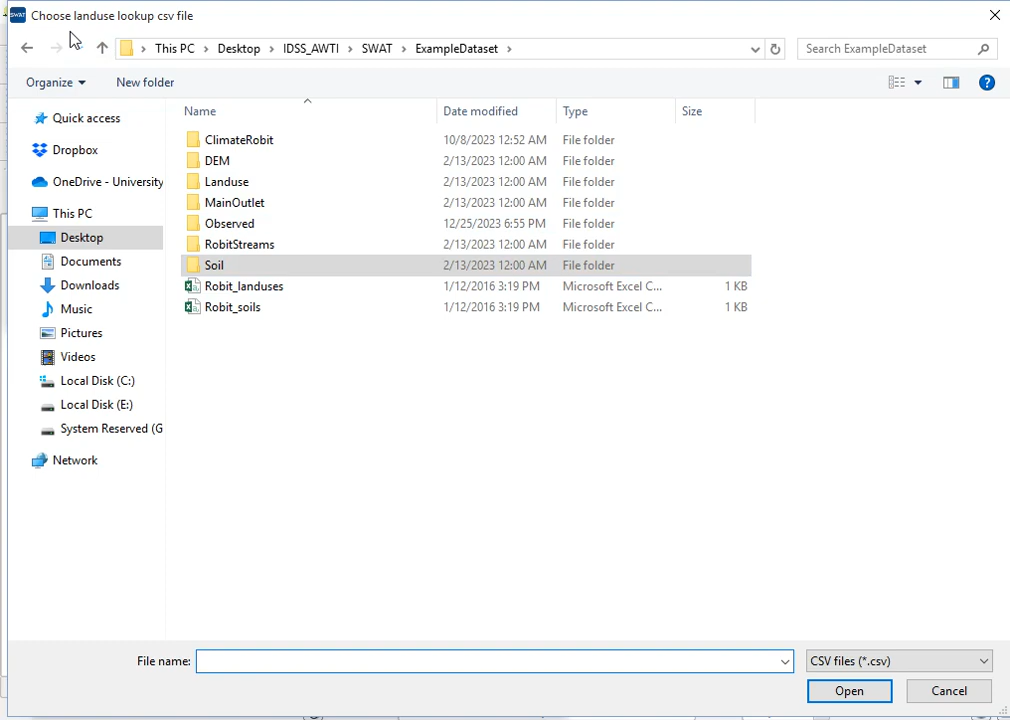 SWAT Choose landuse lookup csv file
This PC > Desktop > IDSS_AWTI > SWAT > ExampleDataset >
Search ExampleDataset
Organize New folder
Name Date modified Type Size
Quick access
Dropbox
OneDrive - University
This PC
Desktop
Documents
Downloads
Music
Pictures
Videos
Local Disk (C:)
Local Disk (E:)
System Reserved (G
Network
ClimateRobit 10/8/2023 12:52 AM File folder
DEM 2/13/2023 12:00 AM File folder
Landuse 2/13/2023 12:00 AM File folder
MainOutlet 2/13/2023 12:00 AM File folder
Observed 12/25/2023 6:55 PM File folder
RobitStreams 2/13/2023 12:00 AM File folder
Soil 2/13/2023 12:00 AM File folder
Robit_landuses 1/12/2016 3:19 PM Microsoft Excel C... 1 KB
Robit_soils 1/12/2016 3:19 PM Microsoft Excel C... 1 KB
File name:
CSV files (*.csv)
Open Cancel